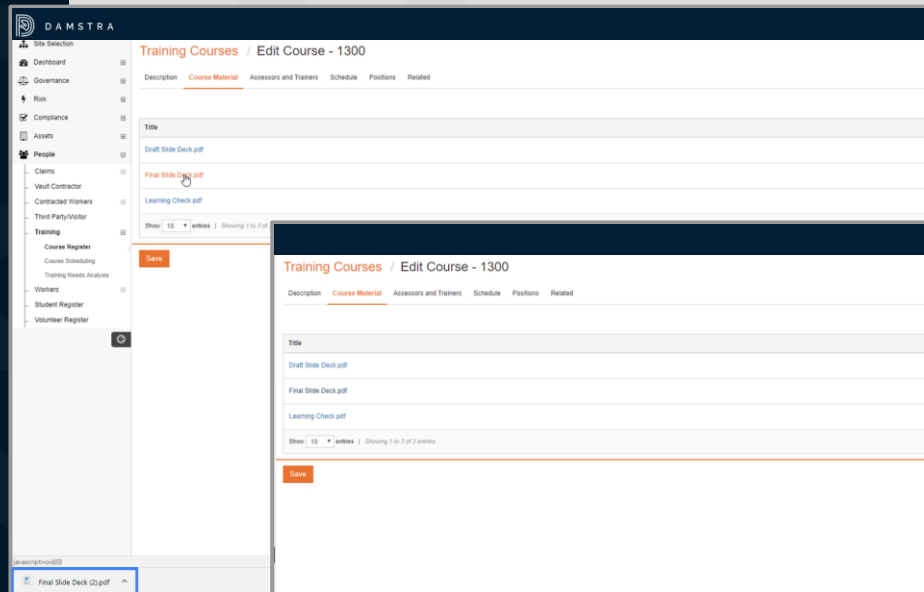 DAMSTRA
Site Selection
Dashboard
Governance
Risk
Compliance
Assets
People
Claims
Vault Contractor
Contracted Workers
Third Party/Visitor
Training
Course Register
Course Scheduling
Training Needs Analysis
Workers
Student Register
Volunteer Register
Training Courses / Edit Course - 1300
Description Course Material Assessors and Trainers Schedule Positions Related
Title
Draft Slide Deck.pdf
Final Slide Deck.pdf
Learning Check.pdf
Show 10 entries | Showing 1 to 3 of
Save
javascript:void(0)
Final Slide Deck (2).pdf
Training Courses / Edit Course - 1300
Description Course Material Assessors and Trainers Schedule Positions Related
Title
Draft Slide Deck.pdf
Final Slide Deck.pdf
Learning Check.pdf
Show 10 entries | Showing 1 to 3 of 3 entries
Save